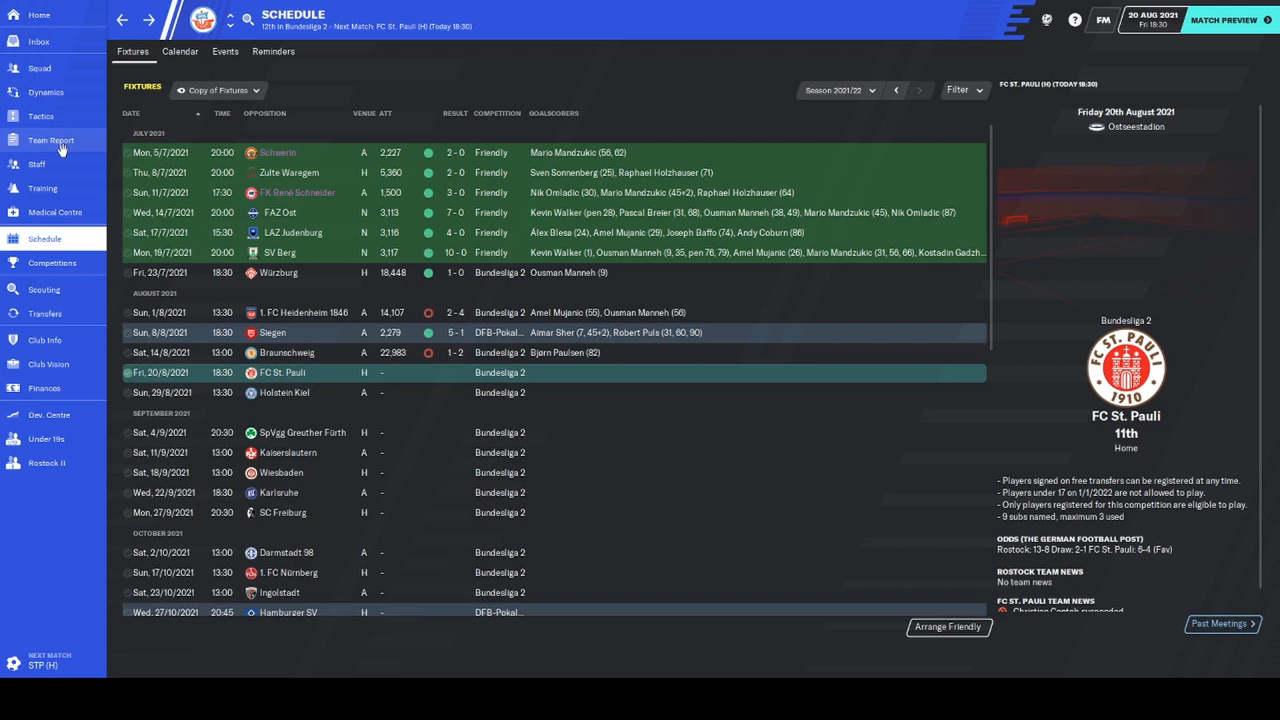 Home
Inbox
Squad
Dynamics
Tactics
Team Report
Staff
Training
Medical Centre
Schedule
Competitions
Scouting
Transfers
Club Info
Club Vision
Finances
Dev. Centre
Under 19s
Rostock II
NEXT MATCH
STP (H)
SCHEDULE
12th in Bundesliga 2 - Next Match: FC St. Pauli (H) (Today 18:30)
? FM 20 AUG 2021 Fri 18:30 MATCH PREVIEW
Fixtures Calendar Events Reminders
FIXTURES Copy of Fixtures Season 2021/22 Filter
DATE TIME OPPOSITION VENUE ATT RESULT COMPETITION GOALSCORERS
JULY 2021
Mon, 5/7/2021 20:00 Schwerin A 2,227 2 - 0 Friendly Mario Mandzukic (56, 62)
Thu, 8/7/2021 20:00 Zulte Waregem H 5,360 2 - 0 Friendly Sven Sonnenberg (25), Raphael Holzhauser (71)
Sun, 11/7/2021 17:30 FK René Schneider A 1,500 3 - 0 Friendly Nik Omladic (30), Mario Mandzukic (45+2), Raphael Holzhauser (64)
Wed, 14/7/2021 20:00 FAZ Ost N 3,113 7 - 0 Friendly Kevin Walker (pen 28), Pascal Breier (31, 68), Ousman Manneh (38, 49), Mario Mandzukic (45), Nik Omladic (87)
Sat, 17/7/2021 15:30 LAZ Judenburg N 3,116 4 - 0 Friendly Álex Blesa (24), Amel Mujanic (29), Joseph Baffo (74), Andy Coburn (86)
Mon, 19/7/2021 20:00 SV Berg N 3,117 10 - 0 Friendly Kevin Walker (1), Ousman Manneh (9, 35, pen 76, 79), Amel Mujanic (26), Mario Mandzukic (31, 56, 66), Kostadin Gadzh...
Fri, 23/7/2021 18:30 Würzburg H 18,448 1 - 0 Bundesliga 2 Ousman Manneh (9)
AUGUST 2021
Sun, 1/8/2021 13:30 1. FC Heidenheim 1846 A 14,107 2 - 4 Bundesliga 2 Amel Mujanic (55), Ousman Manneh (56)
Sun, 8/8/2021 18:30 Siegen A 2,279 5 - 1 DFB-Pokal... Aimar Sher (7, 45+2), Robert Puls (31, 60, 90)
Sat, 14/8/2021 13:00 Braunschweig A 22,983 1 - 2 Bundesliga 2 Bjørn Paulsen (82)
Fri, 20/8/2021 18:30 FC St. Pauli H - Bundesliga 2
Sun, 29/8/2021 13:30 Holstein Kiel A - Bundesliga 2
SEPTEMBER 2021
Sat, 4/9/2021 20:30 SpVgg Greuther Fürth H - Bundesliga 2
Sat, 11/9/2021 13:00 Kaiserslautern A - Bundesliga 2
Sat, 18/9/2021 13:00 Wiesbaden H - Bundesliga 2
Wed, 22/9/2021 18:30 Karlsruhe A - Bundesliga 2
Mon, 27/9/2021 20:30 SC Freiburg H - Bundesliga 2
OCTOBER 2021
Sat, 2/10/2021 13:00 Darmstadt 98 A - Bundesliga 2
Sun, 17/10/2021 13:30 1. FC Nürnberg H - Bundesliga 2
Sat, 23/10/2021 13:00 Ingolstadt A - Bundesliga 2
Wed, 27/10/2021 20:45 Hamburger SV H - DFB-Pokal...
Arrange Friendly
FC ST. PAULI (H) (TODAY 18:30)
Friday 20th August 2021
Ostseestadion
Bundesliga 2
FC ST. PAULI
1910
FC St. Pauli
11th
Home
- Players signed on free transfers can be registered at any time.
- Players under 17 on 1/1/2022 are not allowed to play.
- Only players registered for this competition are eligible to play.
- 9 subs named, maximum 3 used
ODDS (THE GERMAN FOOTBALL POST)
Rostock: 13-8 Draw: 2-1 FC St. Pauli: 6-4 (Fav)
ROSTOCK TEAM NEWS
No team news
FC ST. PAULI TEAM NEWS
Christian Conteh suspended
Past Meetings